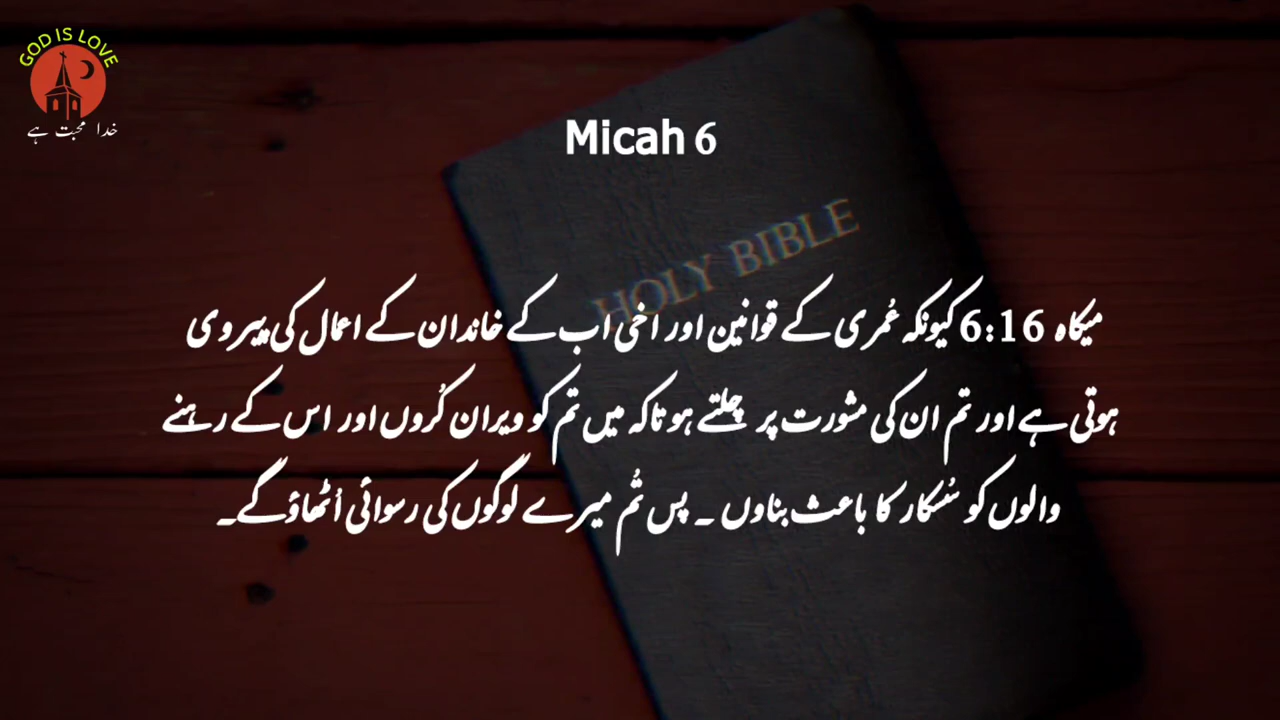 GOD IS LOVE
خدا محبت ہے
Micah 6
HOLY BIBLE
میکاہ 6:16 کیونکہ عُمری کے قوانین اور اخی اب کے خاندان کے اعمال کی پیروی
ہوتی ہے اور تم ان کی مشورت پر چلتے ہو تاکہ میں تم کو ویران کُروں اور اس کے رہنے
والوں کو سُسکار کا باعث بناوں ۔ پس تُم میرے لوگوں کی رسوائی اُٹھاؤ گے۔